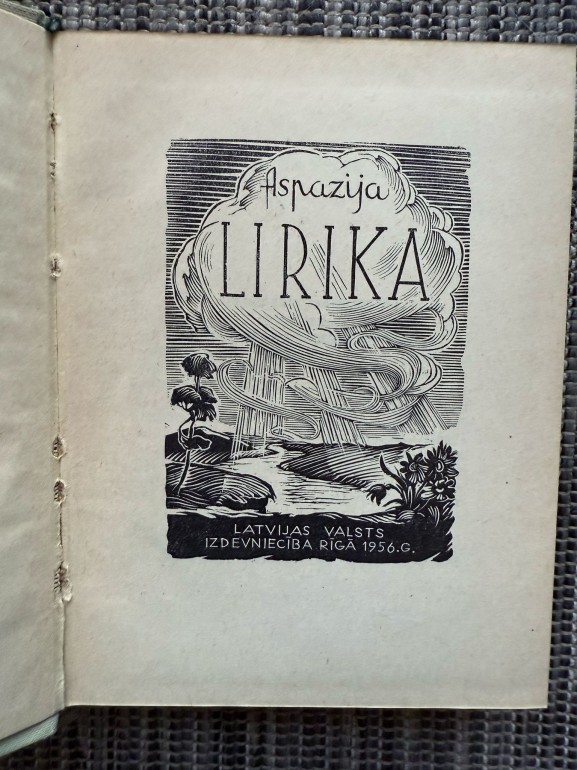 Aspazija
LIRIKA
LATVIJAS VALSTS
IZDEVNIECĪBA RĪGĀ 1956.G.